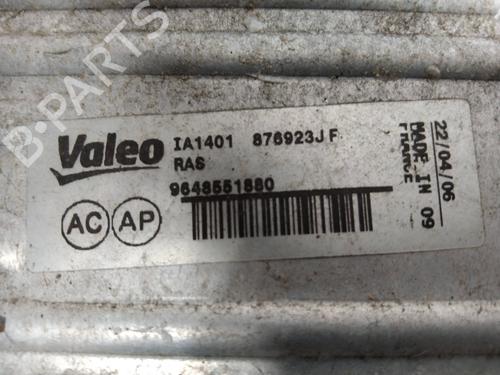 B-PARTS
Valeo
IA1401 876923J F
RAS
9648551880
AC AP
22/04/06
MADE IN 09
FRANCE